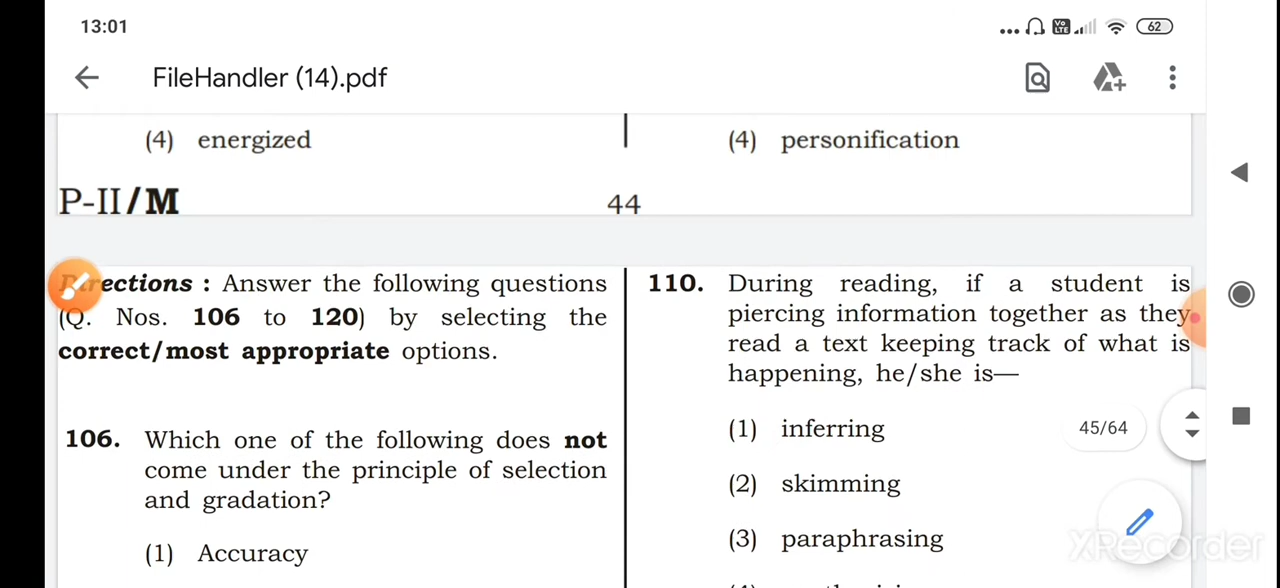 13:01
Vo LTE
62
FileHandler (14).pdf
(4) energized
P-II/M
44
(4) personification
Directions : Answer the following questions
(Q. Nos. 106 to 120) by selecting the
correct/most appropriate options.
106. Which one of the following does not
come under the principle of selection
and gradation?
(1) Accuracy
110. During reading, if a student is
piercing information together as they
read a text keeping track of what is
happening, he/she is—
(1) inferring
(2) skimming
(3) paraphrasing
45/64
XRecorder